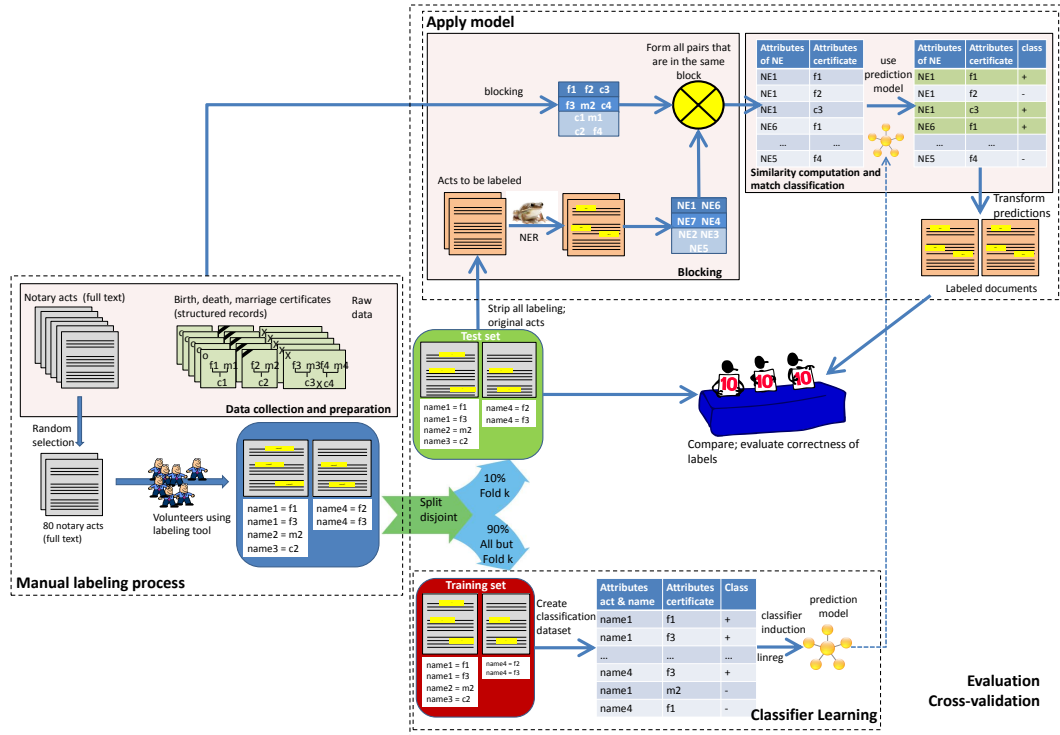 Apply model
blocking
f1 f2 c3
f3 m2 c4
c1 m1
c2 f4
Form all pairs that
are in the same
block
Acts to be labeled
NER
NE1 NE6
NE7 NE4
NE2 NE3
NE5
Blocking
Attributes of NE Attributes certificate
NE1 f1
NE1 f2
NE1 c3
NE6 f1
... ...
NE5 f4
use
prediction
model
Attributes of NE Attributes certificate class
NE1 f1 +
NE1 f2 -
NE1 c3 +
NE6 f1 +
... ...
NE5 f4 -
Similarity computation and
match classification
Transform
predictions
Labeled documents
Notary acts (full text)
Birth, death, marriage certificates
(structured records)
Raw
data
O
X
f1 m1
c1
f2 m2
c2
f3 m3
c3
f4 m4
X c4
Data collection and preparation
Random
selection
80 notary acts
(full text)
Volunteers using
labeling tool
name1 = f1
name1 = f3
name2 = m2
name3 = c2
name4 = f2
name4 = f3
Manual labeling process
Split
disjoint
10%
Fold k
90%
All but
Fold k
Strip all labeling;
original acts
Test set
name1 = f1
name1 = f3
name2 = m2
name3 = c2
name4 = f2
name4 = f3
10 10 10
Compare; evaluate correctness of
labels
Training set
name1 = f1
name1 = f3
name2 = m2
name3 = c2
name4 = f2
name4 = f3
Create
classification
dataset
Attributes act & name Attributes certificate Class
name1 f1 +
name1 f3 +
... ... ...
name4 f3 +
name1 m2 -
name4 f1 -
classifier
induction
linreg
prediction
model
Classifier Learning
Evaluation
Cross-validation